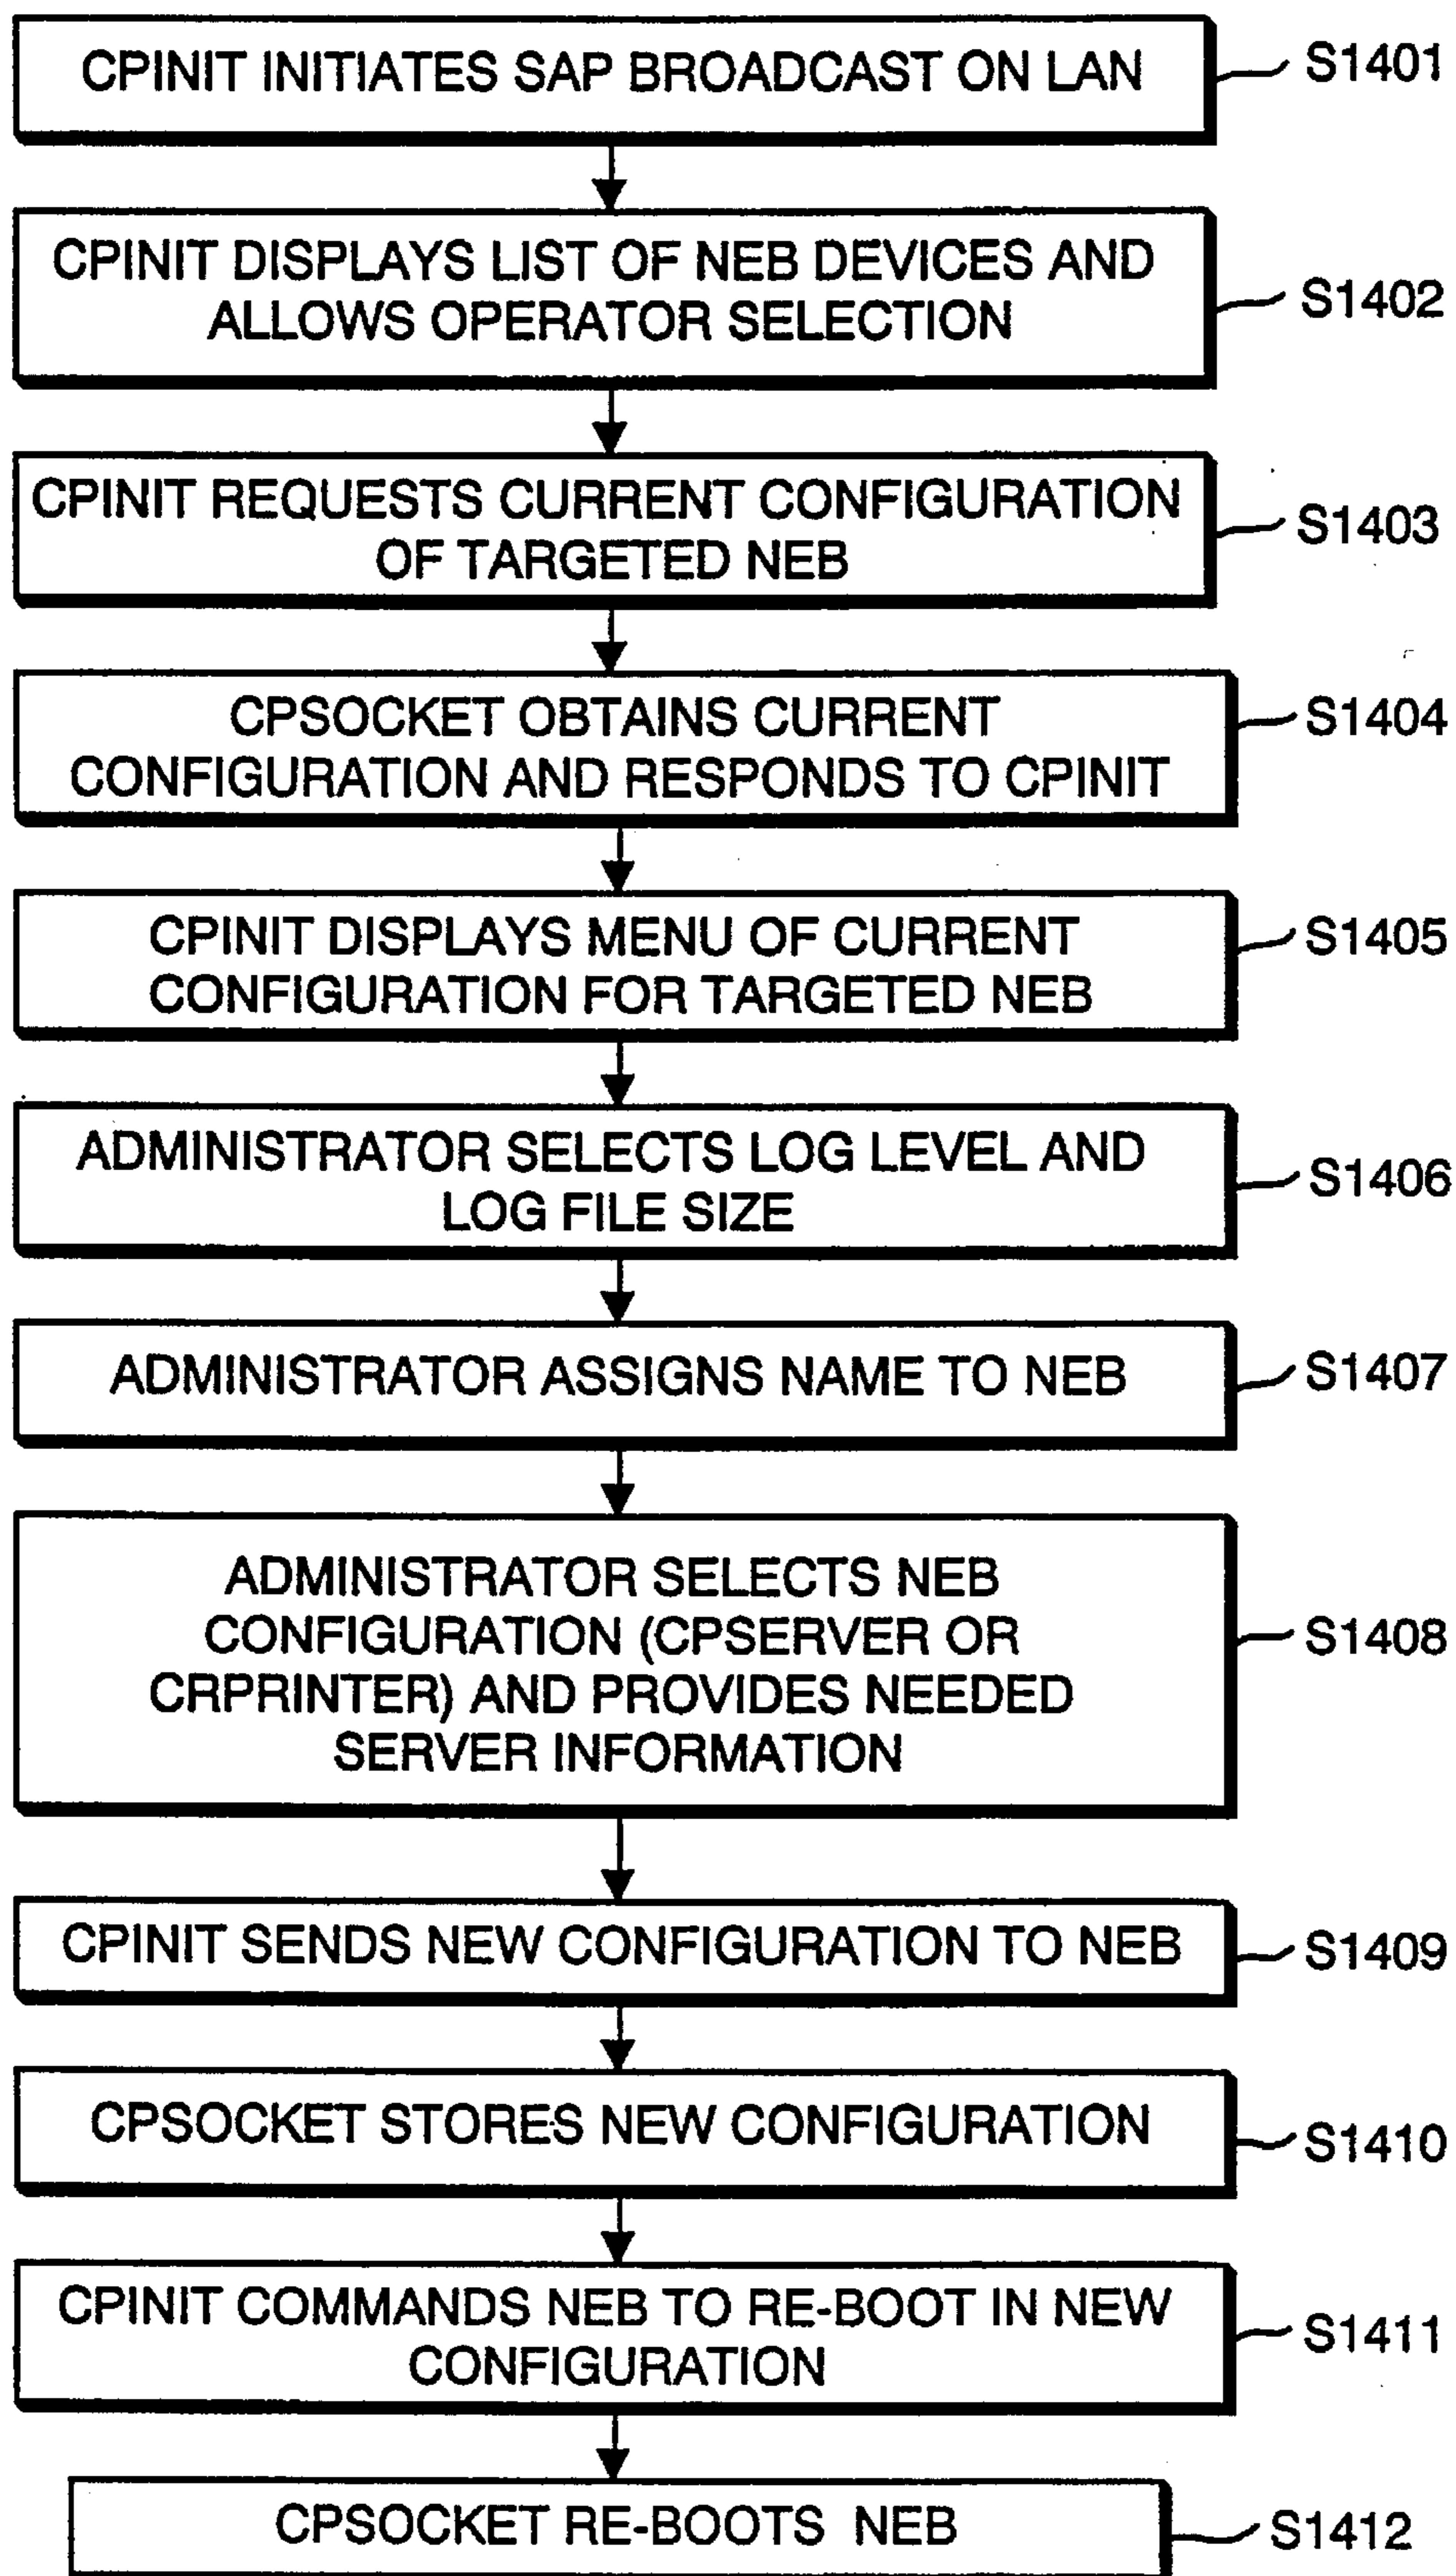 CPINIT INITIATES SAP BROADCAST ON LAN
S1401
CPINIT DISPLAYS LIST OF NEB DEVICES AND
ALLOWS OPERATOR SELECTION
S1402
CPINIT REQUESTS CURRENT CONFIGURATION
OF TARGETED NEB
S1403
CPSOCKET OBTAINS CURRENT
CONFIGURATION AND RESPONDS TO CPINIT
S1404
CPINIT DISPLAYS MENU OF CURRENT
CONFIGURATION FOR TARGETED NEB
S1405
ADMINISTRATOR SELECTS LOG LEVEL AND
LOG FILE SIZE
S1406
ADMINISTRATOR ASSIGNS NAME TO NEB
S1407
ADMINISTRATOR SELECTS NEB
CONFIGURATION (CPSERVER OR
CRPRINTER) AND PROVIDES NEEDED
SERVER INFORMATION
S1408
CPINIT SENDS NEW CONFIGURATION TO NEB
S1409
CPSOCKET STORES NEW CONFIGURATION
S1410
CPINIT COMMANDS NEB TO RE-BOOT IN NEW
CONFIGURATION
S1411
CPSOCKET RE-BOOTS NEB
S1412